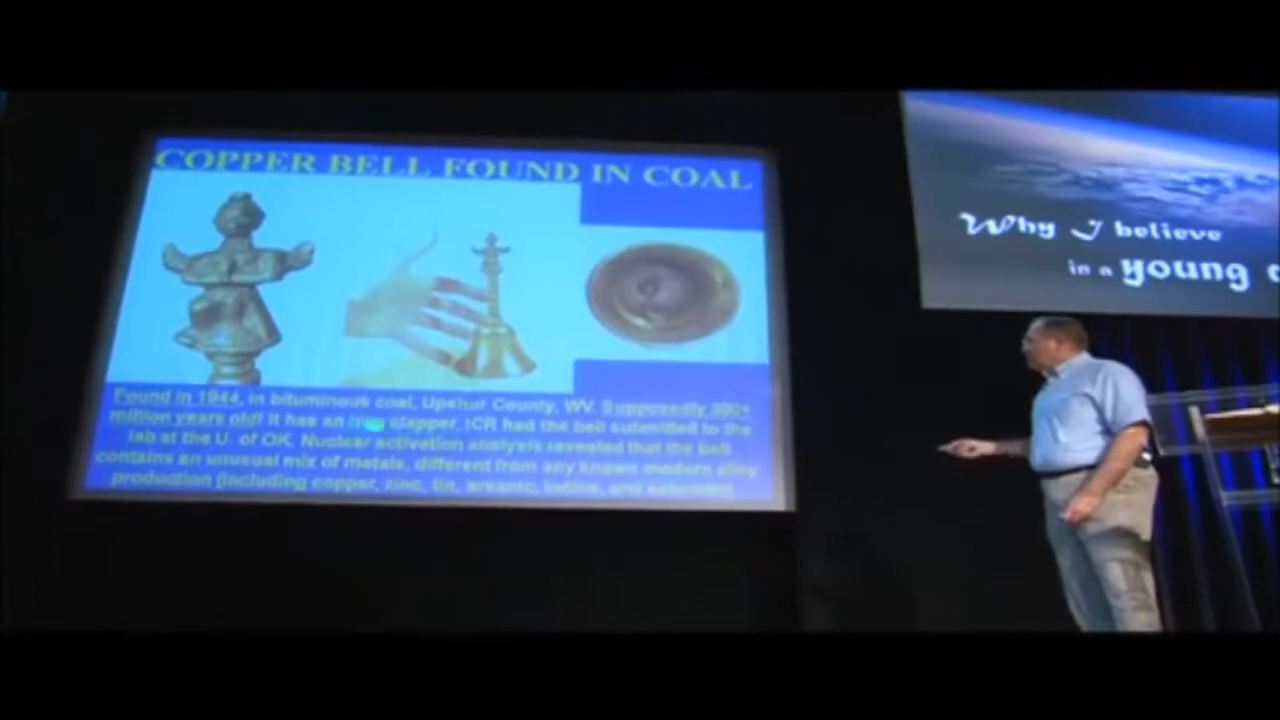 COPPER BELL FOUND IN COAL
Found in 1944, in bituminous coal, Upshur County, WV. Supposedly 300+
million years old! It has an iron clapper. ICR had the bell submitted to the
lab at the U. of OK. Nuclear activation analysis revealed that the bell
contains an unusual mix of metals, different from any known modern alloy
production (including copper, zinc, tin, arsenic, iodine, and selenium
Why I believe
in a young